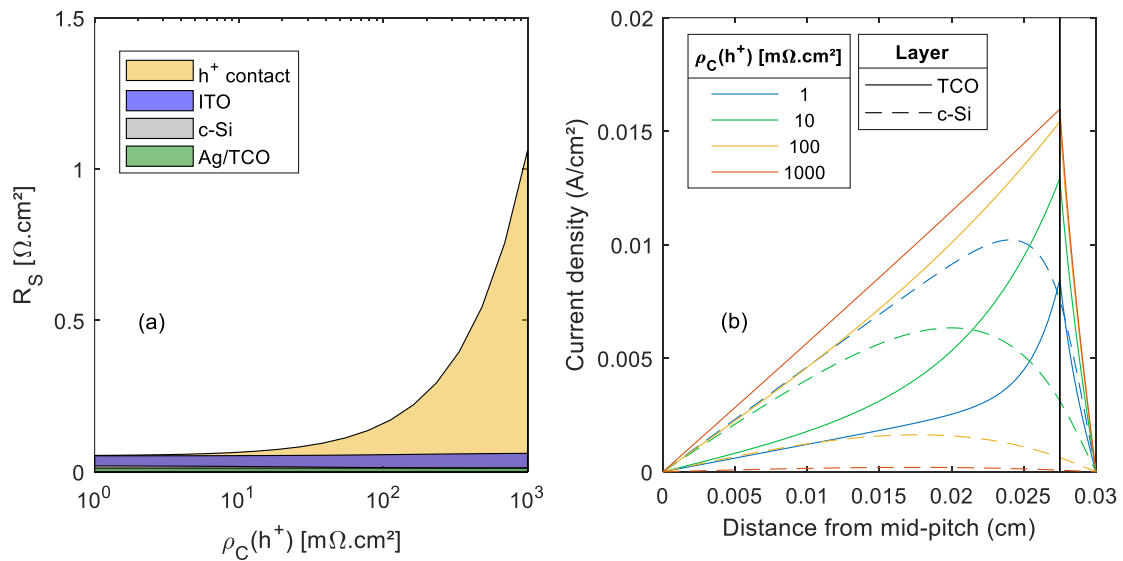 1.5
1
0.5
0
R_S [Ω.cm²]
h⁺ contact
ITO
c-Si
Ag/TCO
(a)
10⁰ 10¹ 10² 10³
ρ_C(h⁺) [mΩ.cm²]
0.02
0.015
0.01
0.005
0
Current density (A/cm²)
ρ_C(h⁺) [mΩ.cm²]
1
10
100
1000
Layer
TCO
c-Si
(b)
0 0.005 0.01 0.015 0.02 0.025 0.03
Distance from mid-pitch (cm)